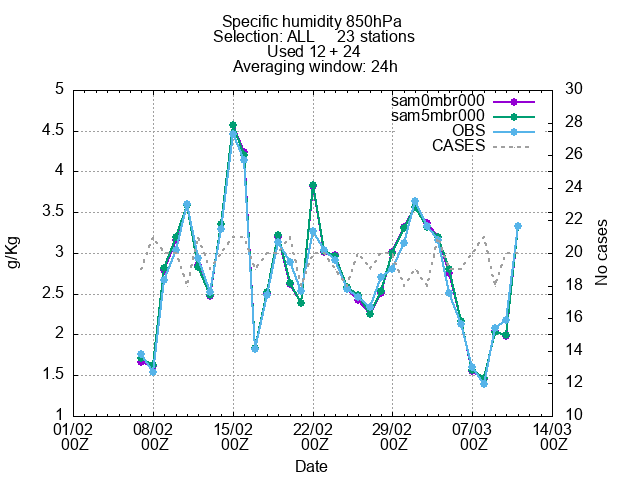 Specific humidity 850hPa
Selection: ALL 23 stations
Used 12 + 24
Averaging window: 24h
sam0mbr000
sam5mbr000
OBS
CASES
g/Kg
5
4.5
4
3.5
3
2.5
2
1.5
1
30
28
26
24
22
20
18
16
14
12
10
No cases
01/02 08/02 15/02 22/02 29/02 07/03 14/03
00Z 00Z 00Z 00Z 00Z 00Z 00Z
Date